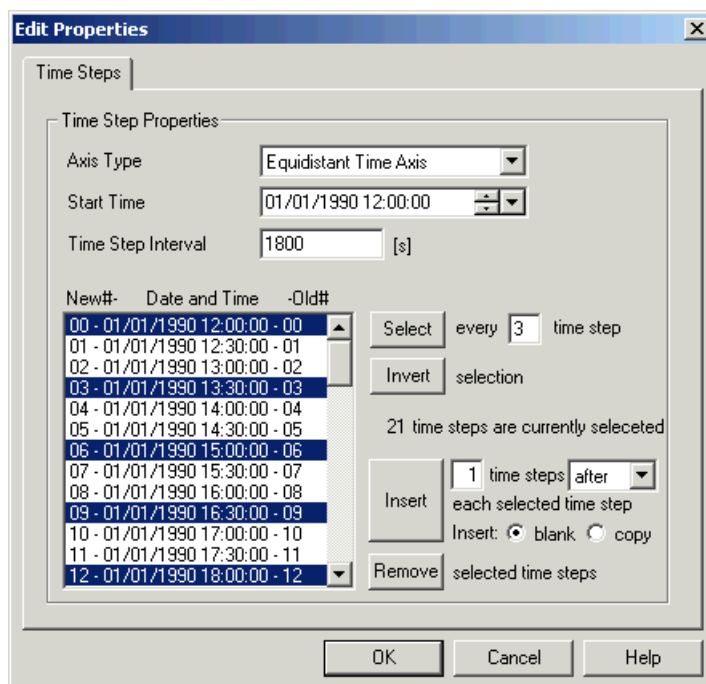 Edit Properties
Time Steps
Time Step Properties
Axis Type Equidistant Time Axis
Start Time 01/01/1990 12:00:00
Time Step Interval 1800 [s]
New#- Date and Time -Old#
00 - 01/01/1990 12:00:00 - 00
01 - 01/01/1990 12:30:00 - 01
02 - 01/01/1990 13:00:00 - 02
03 - 01/01/1990 13:30:00 - 03
04 - 01/01/1990 14:00:00 - 04
05 - 01/01/1990 14:30:00 - 05
06 - 01/01/1990 15:00:00 - 06
07 - 01/01/1990 15:30:00 - 07
08 - 01/01/1990 16:00:00 - 08
09 - 01/01/1990 16:30:00 - 09
10 - 01/01/1990 17:00:00 - 10
11 - 01/01/1990 17:30:00 - 11
12 - 01/01/1990 18:00:00 - 12
Select every 3 time step
Invert selection
21 time steps are currently seleceted
Insert 1 time steps after
each selected time step
Insert: blank copy
Remove selected time steps
OK Cancel Help